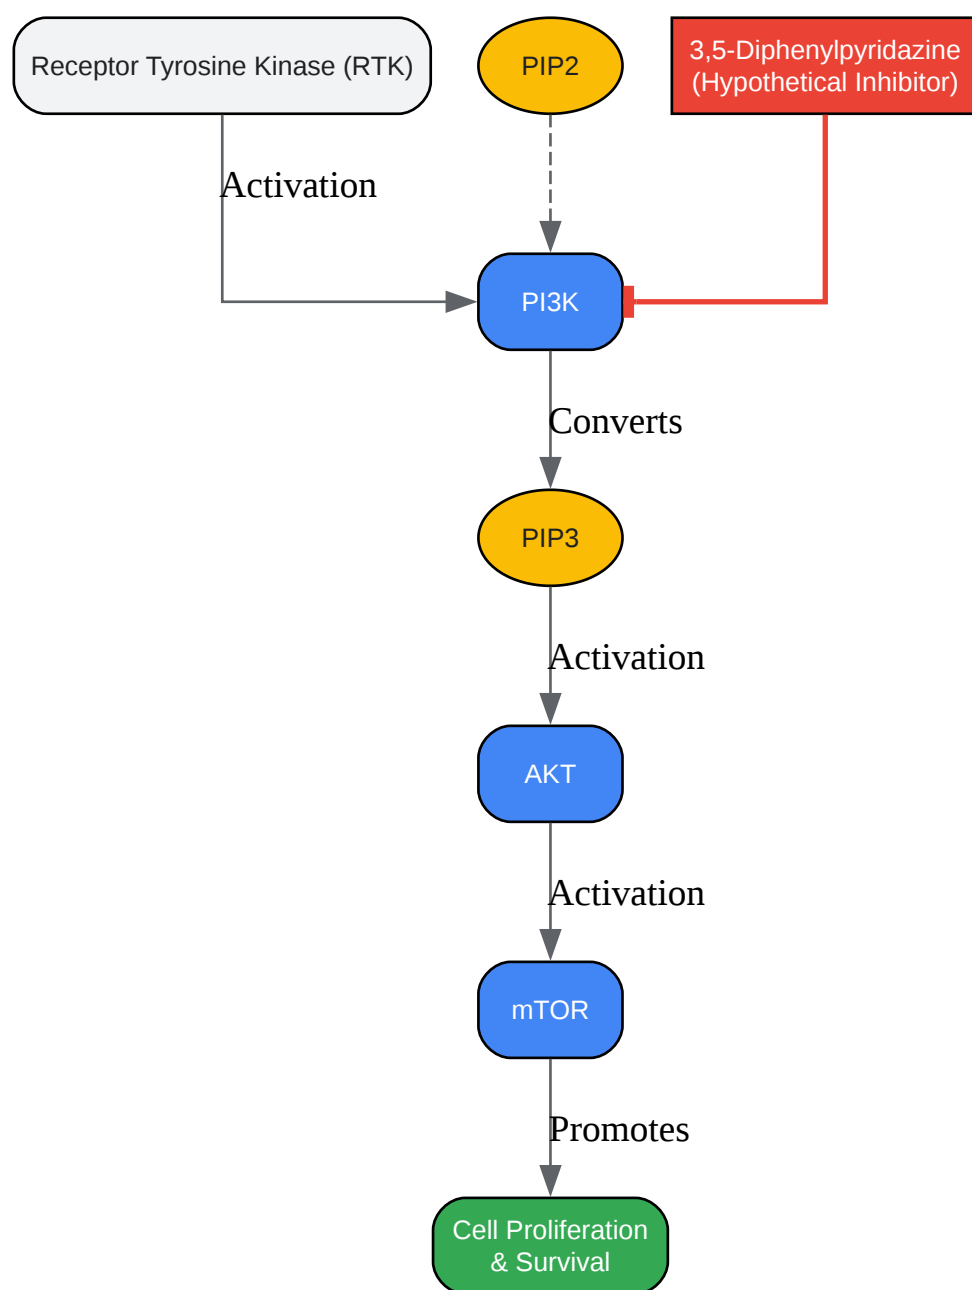 Receptor Tyrosine Kinase (RTK)
PIP2
3,5-Diphenylpyridazine
(Hypothetical Inhibitor)
Activation
PI3K
Converts
PIP3
Activation
AKT
Activation
mTOR
Promotes
Cell Proliferation
& Survival